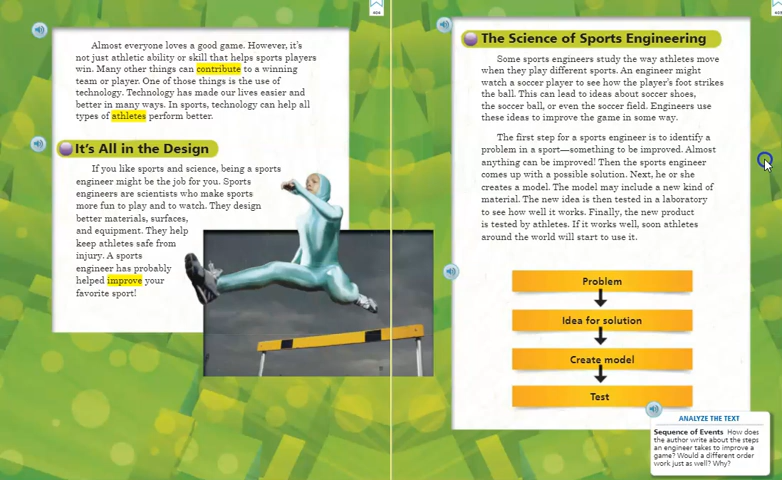 Almost everyone loves a good game. However, it's
not just athletic ability or skill that helps sports players
win. Many other things can contribute to a winning
team or player. One of those things is the use of
technology. Technology has made our lives easier and
better in many ways. In sports, technology can help all
types of athletes perform better.
It's All in the Design
If you like sports and science, being a sports
engineer might be the job for you. Sports
engineers are scientists who make sports
more fun to play and to watch. They design
better materials, surfaces,
and equipment. They help
keep athletes safe from
injury. A sports
engineer has probably
helped improve your
favorite sport!
The Science of Sports Engineering
Some sports engineers study the way athletes move
when they play different sports. An engineer might
watch a soccer player to see how the player's foot strikes
the ball. This can lead to ideas about soccer shoes,
the soccer ball, or even the soccer field. Engineers use
these ideas to improve the game in some way.
The first step for a sports engineer is to identify a
problem in a sport—something to be improved. Almost
anything can be improved! Then the sports engineer
comes up with a possible solution. Next, he or she
creates a model. The model may include a new kind of
material. The new idea is then tested in a laboratory
to see how well it works. Finally, the new product
is tested by athletes. If it works well, soon athletes
around the world will start to use it.
Problem
Idea for solution
Create model
Test
ANALYZE THE TEXT
Sequence of Events How does
the author write about the steps
an engineer takes to improve a
game? Would a different order
work just as well? Why?